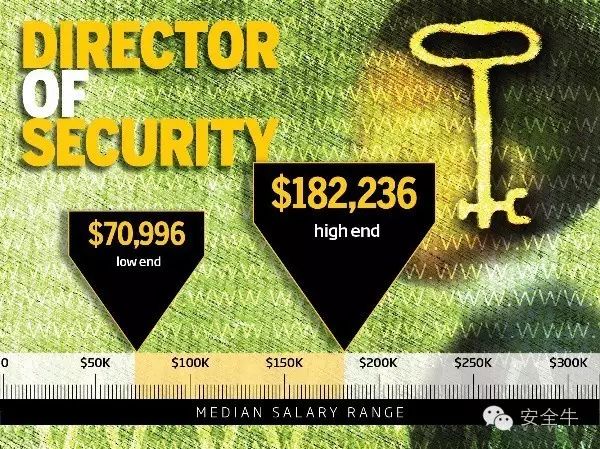 DIRECTOR
OF
SECURITY
$182,236
high end
$70,996
low end
0 $50K $100K $150K $200K $250K $300K
MEDIAN SALARY RANGE
安全牛